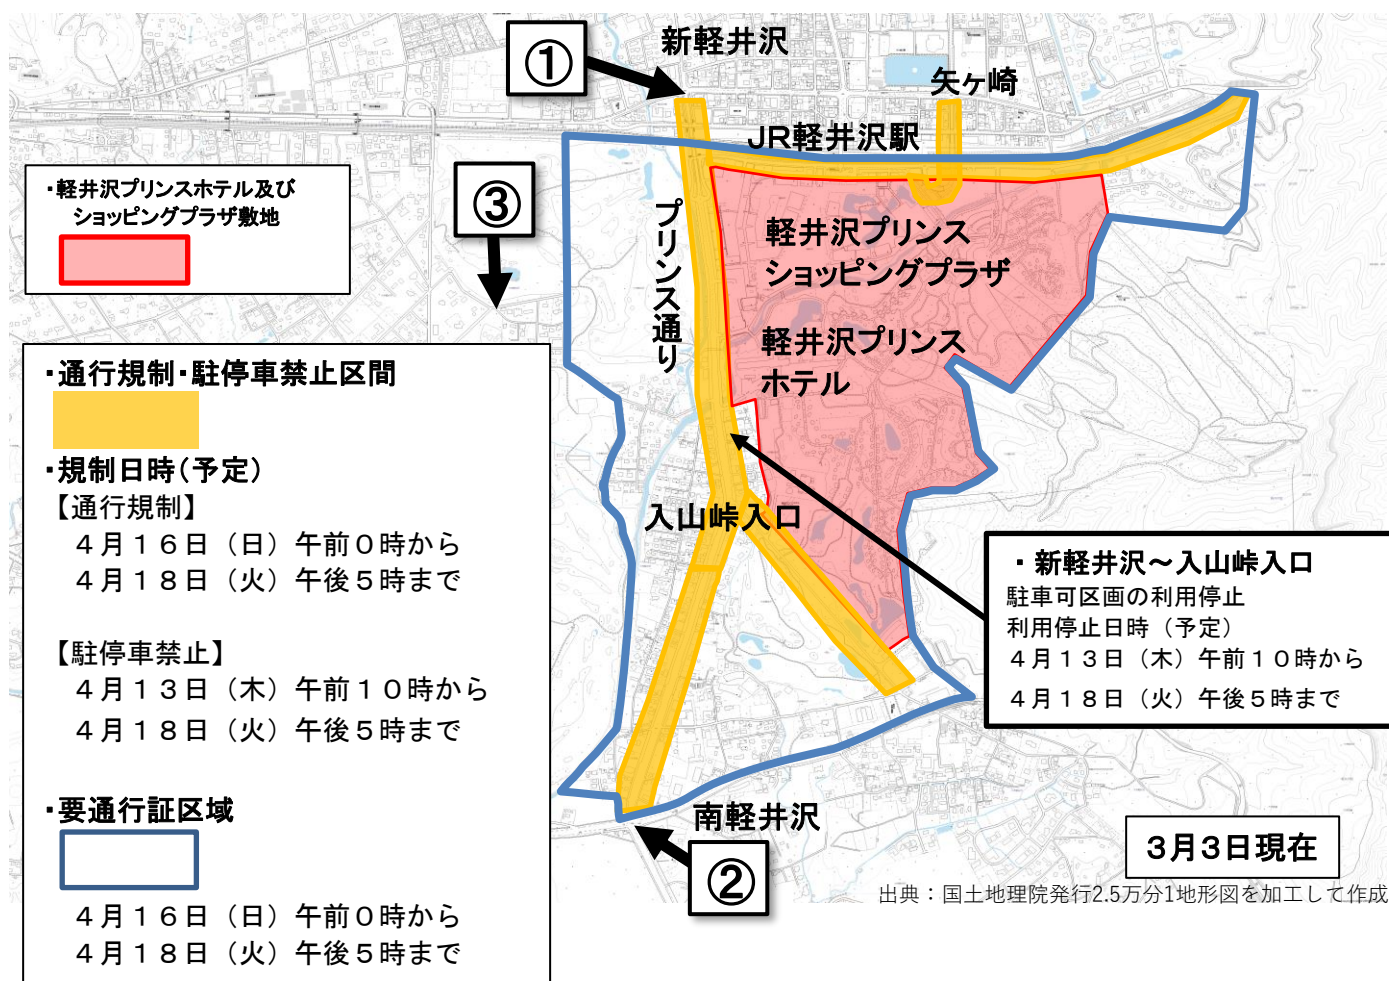 ①
新軽井沢
矢ヶ崎
JR軽井沢駅
・軽井沢プリンスホテル及び
ショッピングプラザ敷地
③
プリンス通り
軽井沢プリンス
ショッピングプラザ
軽井沢プリンス
ホテル
・通行規制・駐停車禁止区間
・規制日時（予定）
【通行規制】
４月１６日（日）午前０時から
４月１８日（火）午後５時まで
【駐停車禁止】
４月１３日（木）午前１０時から
４月１８日（火）午後５時まで
・要通行証区域
４月１６日（日）午前０時から
４月１８日（火）午後５時まで
入山峠入口
・新軽井沢～入山峠入口
駐車可区画の利用停止
利用停止日時（予定）
４月１３日（木）午前１０時から
４月１８日（火）午後５時まで
南軽井沢
②
3月3日現在
出典：国土地理院発行2.5万分1地形図を加工して作成